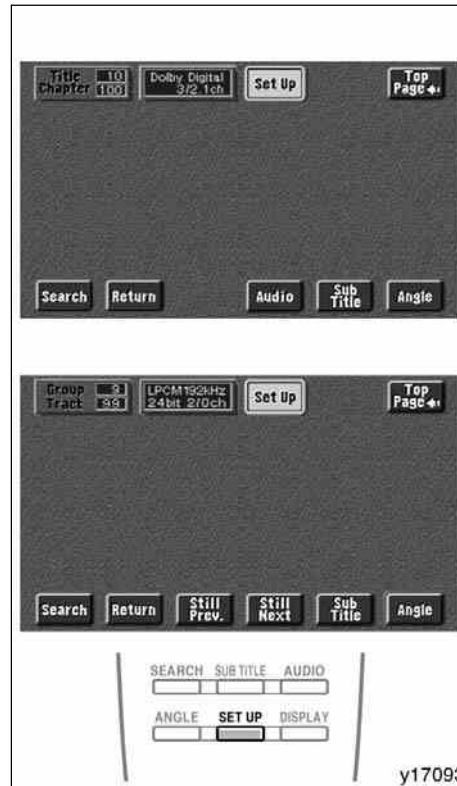 Title 10
Chapter 100
Dolby Digital
3/2.1ch
Set Up
Top
Page
Search
Return
Audio
Sub
Title
Angle
Group 9
Track 99
LPCM192kHz
24bit 2/0ch
Set Up
Top
Page
Search
Return
Still
Prev.
Still
Next
Sub
Title
Angle
SEARCH SUB TITLE AUDIO
ANGLE SET UP DISPLAY
y17093